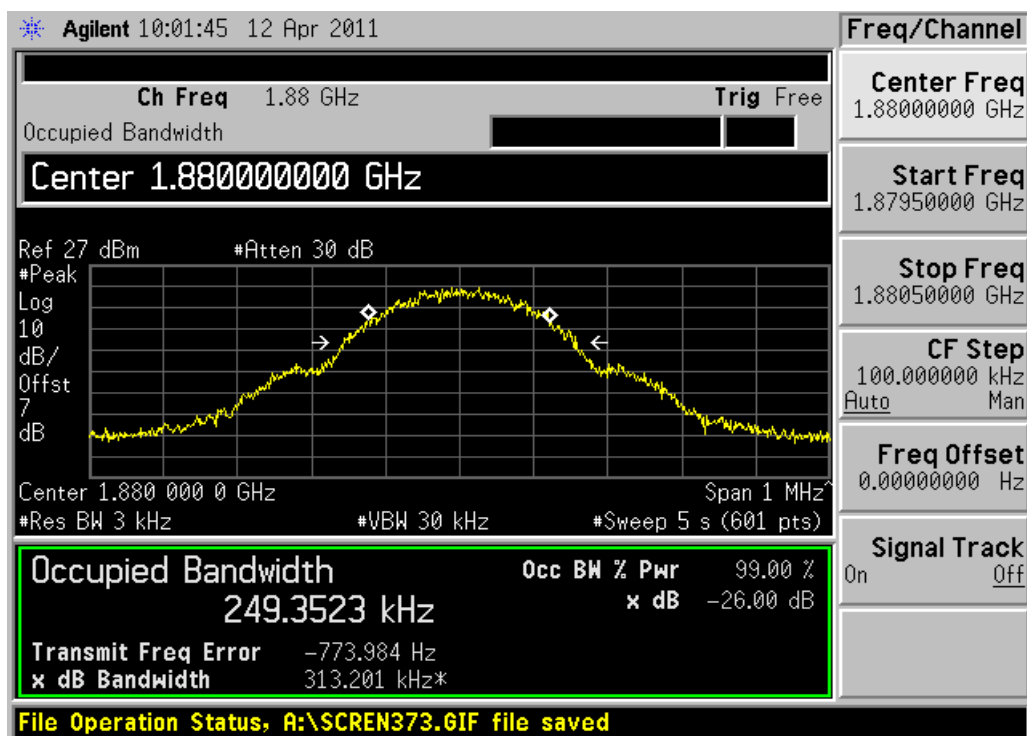 Agilent 10:01:45 12 Apr 2011
Freq/Channel
Ch Freq 1.88 GHz Trig Free
Occupied Bandwidth
Center 1.880000000 GHz
Ref 27 dBm #Atten 30 dB
#Peak
Log
10
dB/
Offst
7
dB
Center 1.880 000 0 GHz Span 1 MHz^
#Res BW 3 kHz #VBW 30 kHz #Sweep 5 s (601 pts)
Occupied Bandwidth Occ BW % Pwr 99.00 %
249.3523 kHz x dB -26.00 dB
Transmit Freq Error -773.984 Hz
x dB Bandwidth 313.201 kHz*
File Operation Status, A:\SCREN373.GIF file saved
Center Freq
1.88000000 GHz
Start Freq
1.87950000 GHz
Stop Freq
1.88050000 GHz
CF Step
100.000000 kHz
Auto Man
Freq Offset
0.00000000 Hz
Signal Track
On Off